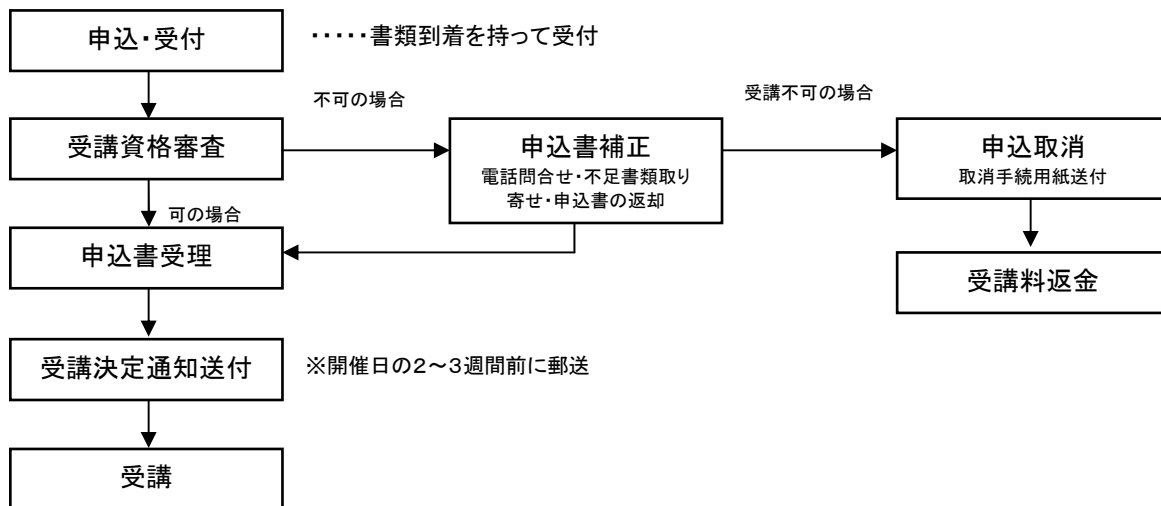 申込・受付
・・・・・書類到着を持って受付
不可の場合
受講不可の場合
受講資格審査
申込書補正
電話問合せ・不足書類取り
寄せ・申込書の返却
申込取消
取消手続用紙送付
可の場合
申込書受理
受講料返金
受講決定通知送付
※開催日の２～３週間前に郵送
受講